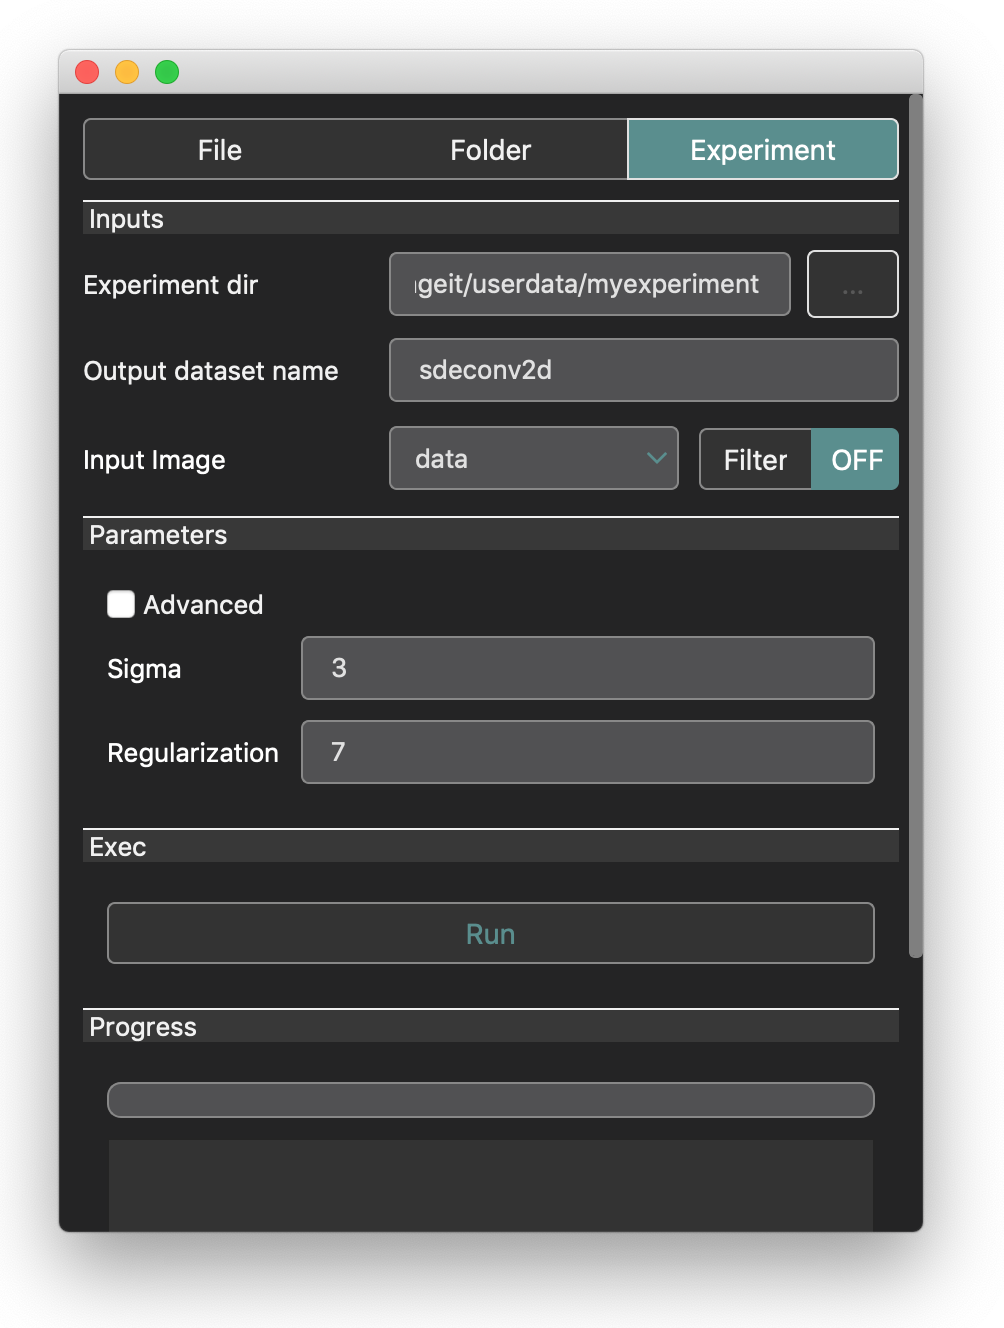 File Folder Experiment
Inputs
Experiment dir geit/userdata/myexperiment ...
Output dataset name sdeconv2d
Input Image data Filter OFF
Parameters
Advanced
Sigma 3
Regularization 7
Exec
Run
Progress